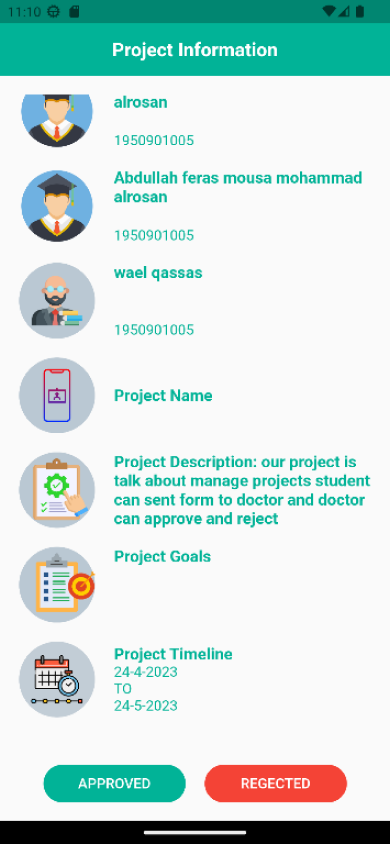 11:10
Project Information
alrosan
1950901005
Abdullah feras mousa mohammad
alrosan
1950901005
wael qassas
1950901005
Project Name
Project Description: our project is
talk about manage projects student
can sent form to doctor and doctor
can approve and reject
Project Goals
Project Timeline
24-4-2023
TO
24-5-2023
APPROVED
REGECTED